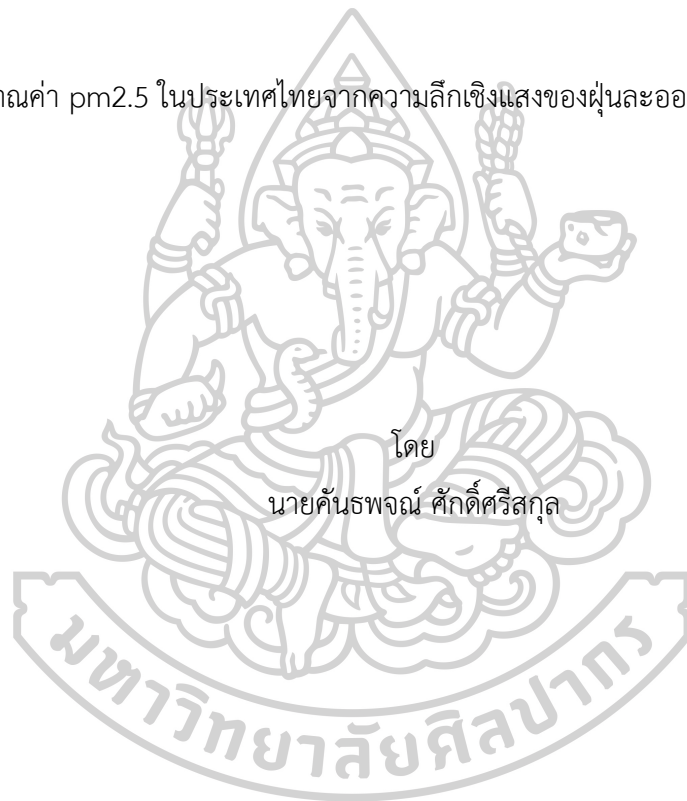 าณค่า pm2.5 ในประเทศไทยจากความลึกเชิงแสงของฝุ่นละออ
โดย
นายคันธพจณ์ ศักดิ์ศรีสกุล
มหาวิทยาลัยศิลปากร